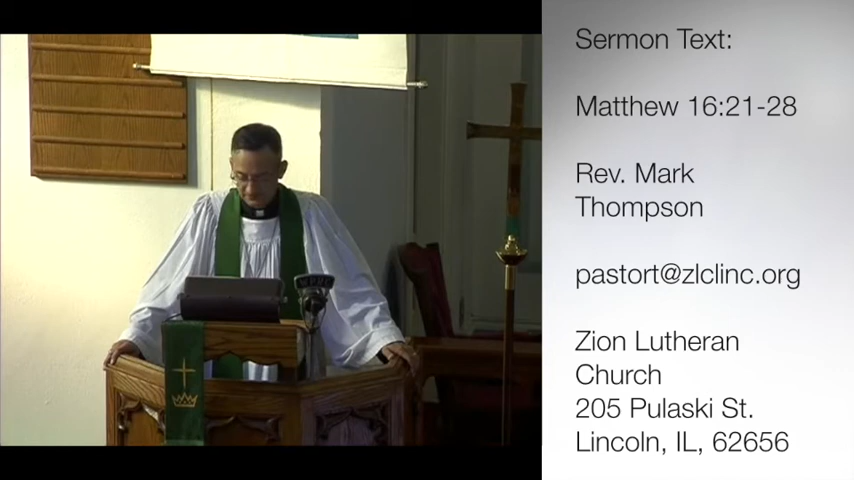 Sermon Text:
Matthew 16:21-28
Rev. Mark
Thompson
pastort@zlclinc.org
Zion Lutheran
Church
205 Pulaski St.
Lincoln, IL, 62656